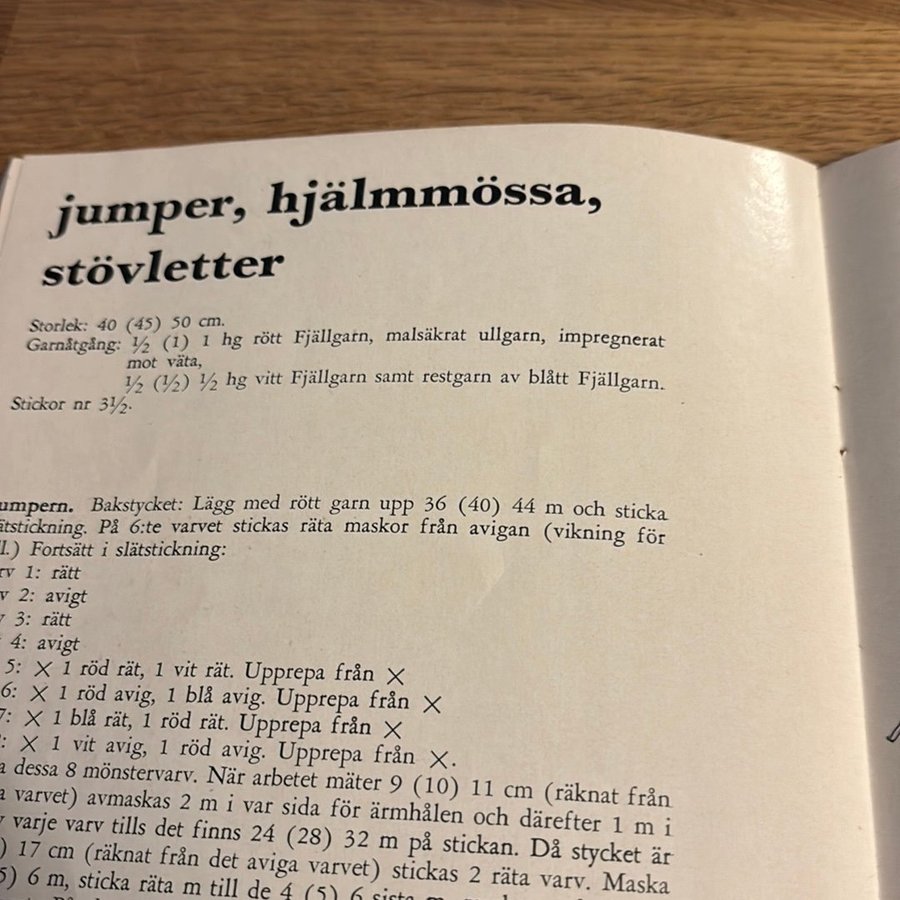 jumper, hjälmmössa,
stövletter
Storlek: 40 (45) 50 cm.
Garnåtgång: ½ (1) 1 hg rött Fjällgarn, malsäkrat ullgarn, impregnerat
mot väta,
½ (½) ½ hg vitt Fjällgarn samt restgarn av blått Fjällgarn.
Stickor nr 3½.
umpern. Bakstycket: Lägg med rött garn upp 36 (40) 44 m och sticka
ätstickning. På 6:te varvet stickas räta maskor från avigan (vikning för
l.) Fortsätt i slätstickning:
rv 1: rätt
v 2: avigt
3: rätt
4: avigt
5: × 1 röd rät, 1 vit rät. Upprepa från ×
6: × 1 röd avig, 1 blå avig. Upprepa från ×
7: × 1 blå rät, 1 röd rät. Upprepa från ×
: × 1 vit avig, 1 röd avig. Upprepa från ×.
a dessa 8 mönstervarv. När arbetet mäter 9 (10) 11 cm (räknat från
a varvet) avmaskas 2 m i var sida för ärmhålen och därefter 1 m i
varje varv tills det finns 24 (28) 32 m på stickan. Då stycket är
) 17 cm (räknat från det aviga varvet) stickas 2 räta varv. Maska
5) 6 m, sticka räta m till de 4 (5) 6 sista